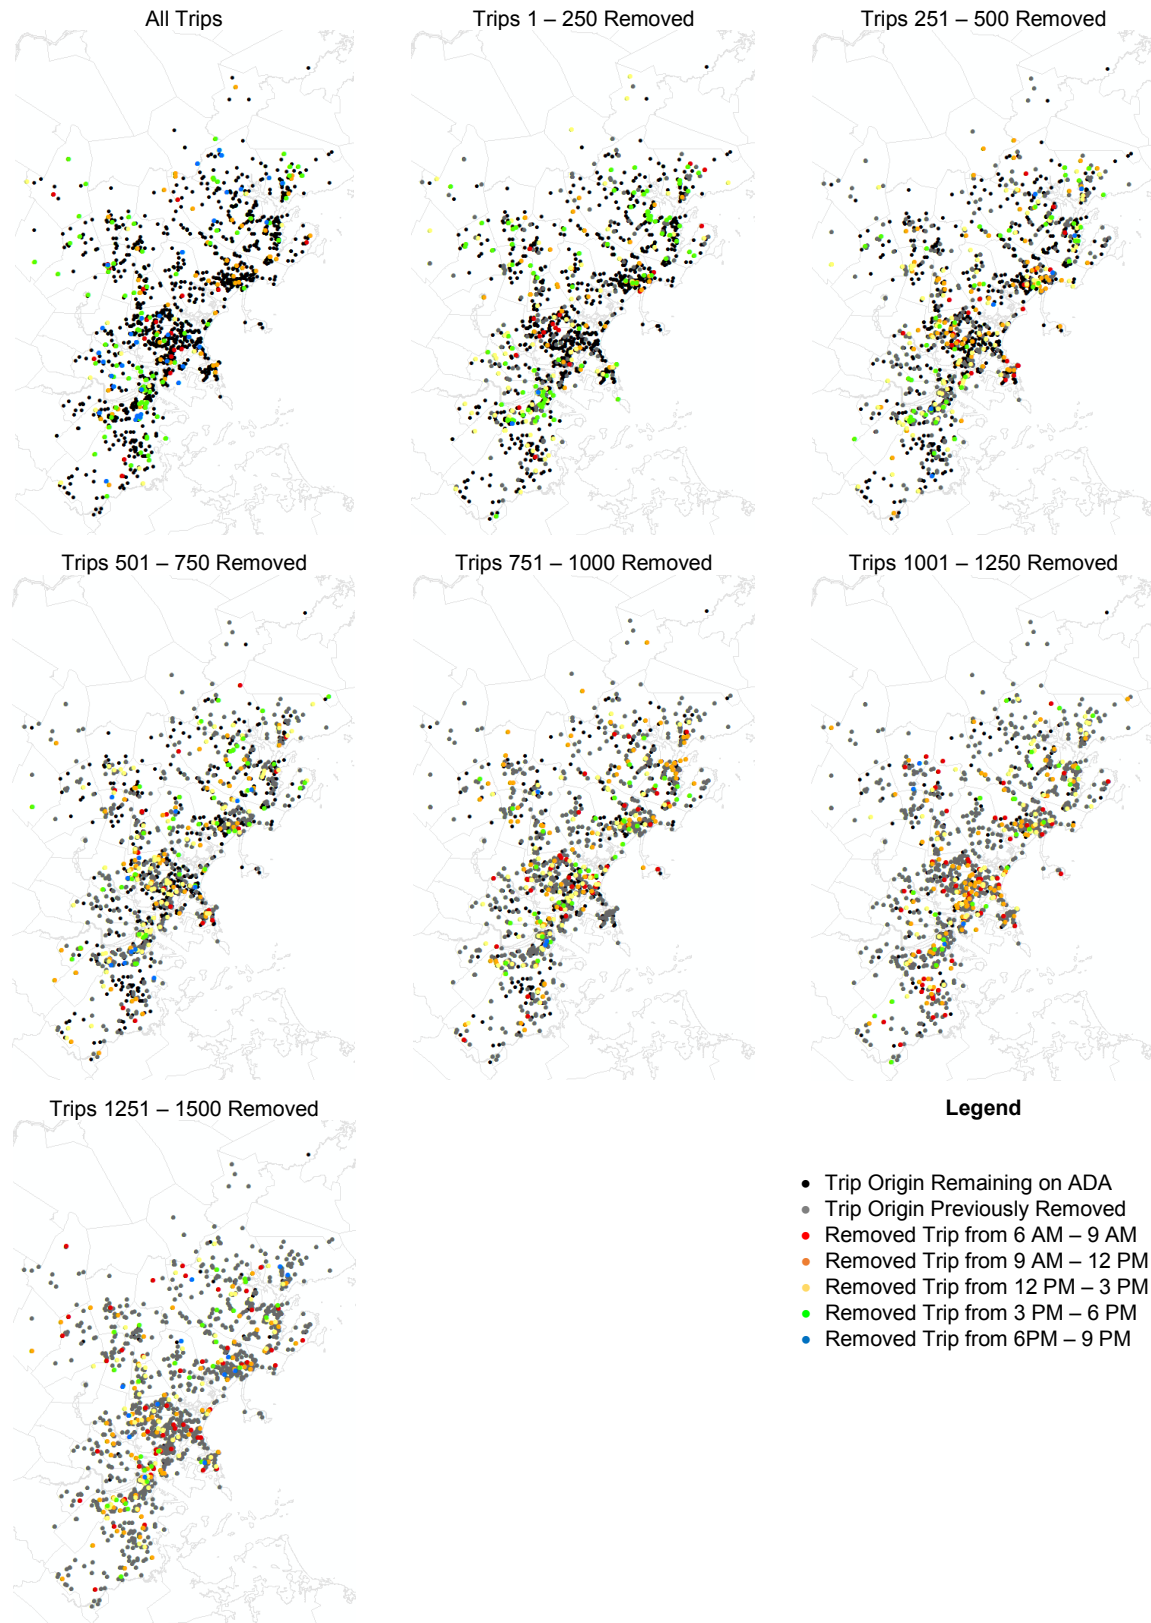 All Trips
Trips 1 – 250 Removed
Trips 251 – 500 Removed
Trips 501 – 750 Removed
Trips 751 – 1000 Removed
Trips 1001 – 1250 Removed
Trips 1251 – 1500 Removed
Legend
Trip Origin Remaining on ADA
Trip Origin Previously Removed
Removed Trip from 6 AM – 9 AM
Removed Trip from 9 AM – 12 PM
Removed Trip from 12 PM – 3 PM
Removed Trip from 3 PM – 6 PM
Removed Trip from 6PM – 9 PM